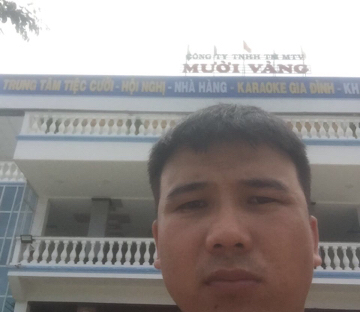 CÔNG TY TNHH TM MTV
MƯỜI VÀNG
TRUNG TÂM TIỆC CƯỚI - HỘI NGHỊ - NHÀ HÀNG - KARAOKE GIA ĐÌNH - KH